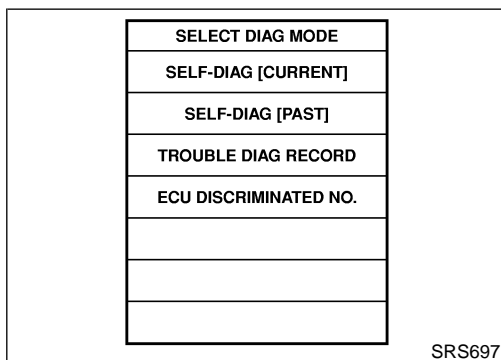 SELECT DIAG MODE
SELF-DIAG [CURRENT]
SELF-DIAG [PAST]
TROUBLE DIAG RECORD
ECU DISCRIMINATED NO.
SRS697